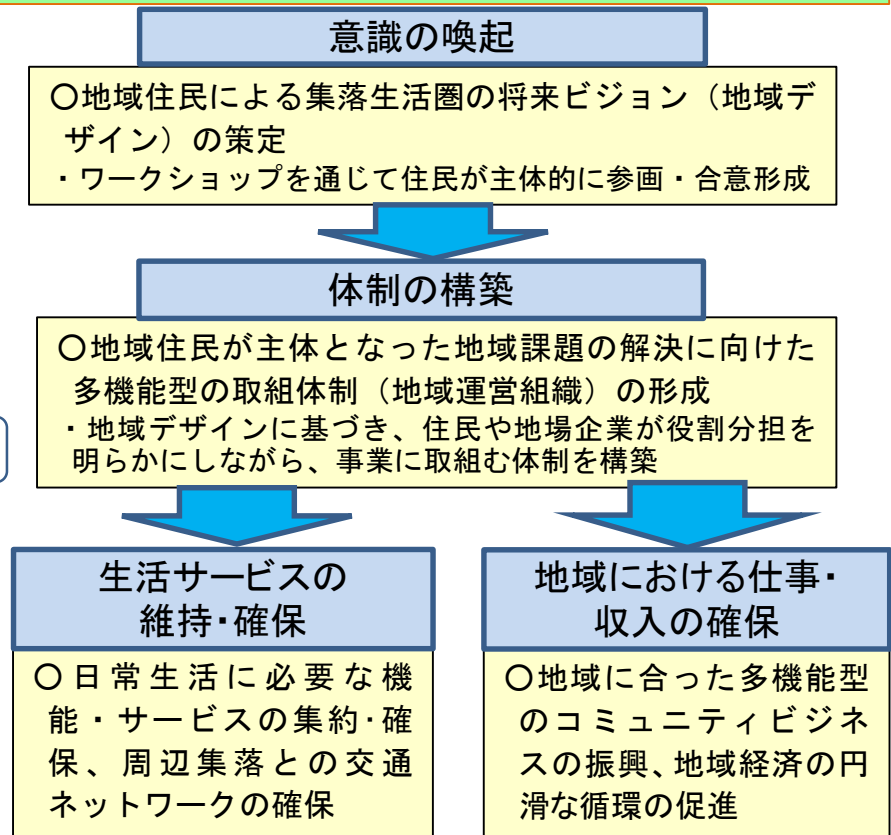 意識の喚起
〇地域住民による集落生活圏の将来ビジョン（地域デ
ザイン）の策定
・ワークショップを通じて住民が主体的に参画・合意形成
体制の構築
〇地域住民が主体となった地域課題の解決に向けた
多機能型の取組体制（地域運営組織）の形成
・地域デザインに基づき、住民や地場企業が役割分担を
明らかにしながら、事業に取組む体制を構築
生活サービスの
維持・確保
〇日常生活に必要な機
能・サービスの集約・確
保、周辺集落との交通
ネットワークの確保
地域における仕事・
収入の確保
〇地域に合った多機能型
のコミュニティビジネ
スの振興、地域経済の円
滑な循環の促進